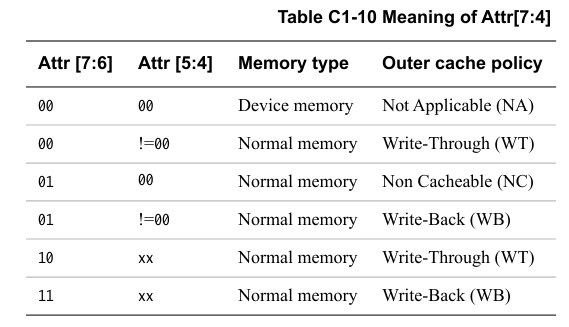 Table C1-10 Meaning of Attr[7:4]
Attr [7:6] Attr [5:4] Memory type Outer cache policy
00 00 Device memory Not Applicable (NA)
00 !=00 Normal memory Write-Through (WT)
01 00 Normal memory Non Cacheable (NC)
01 !=00 Normal memory Write-Back (WB)
10 xx Normal memory Write-Through (WT)
11 xx Normal memory Write-Back (WB)